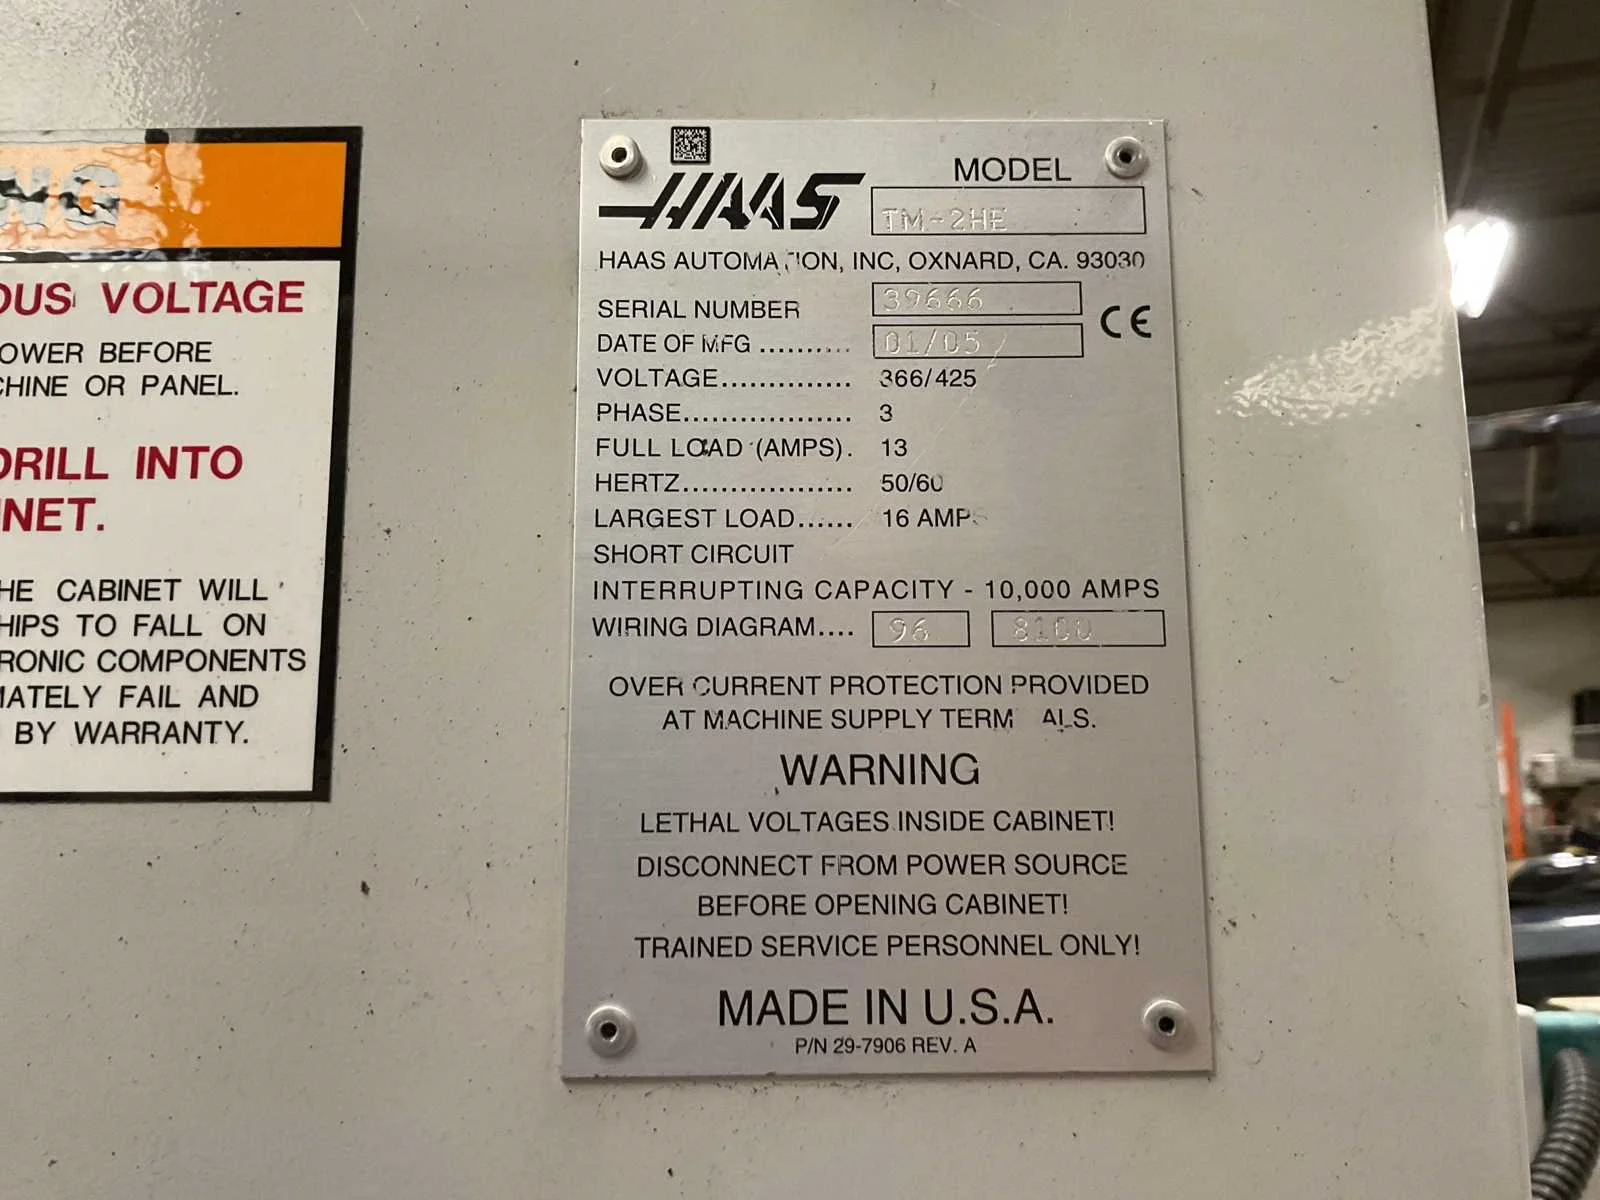 NG
OUS VOLTAGE
OWER BEFORE
CHINE OR PANEL.
DRILL INTO
NET.
HE CABINET WILL
HIPS TO FALL ON
RONIC COMPONENTS
MATELY FAIL AND
BY WARRANTY.
HAAS
MODEL
TM-2HE
HAAS AUTOMATION, INC, OXNARD, CA. 93030
SERIAL NUMBER 39666
CE
DATE OF MFG .......... 01/05
VOLTAGE.............. 366/425
PHASE.................. 3
FULL LOAD (AMPS). 13
HERTZ.................. 50/60
LARGEST LOAD...... 16 AMPS
SHORT CIRCUIT
INTERRUPTING CAPACITY - 10,000 AMPS
WIRING DIAGRAM.... 96 8100
OVER CURRENT PROTECTION PROVIDED
AT MACHINE SUPPLY TERM ALS.
WARNING
LETHAL VOLTAGES INSIDE CABINET!
DISCONNECT FROM POWER SOURCE
BEFORE OPENING CABINET!
TRAINED SERVICE PERSONNEL ONLY!
MADE IN U.S.A.
P/N 29-7906 REV. A